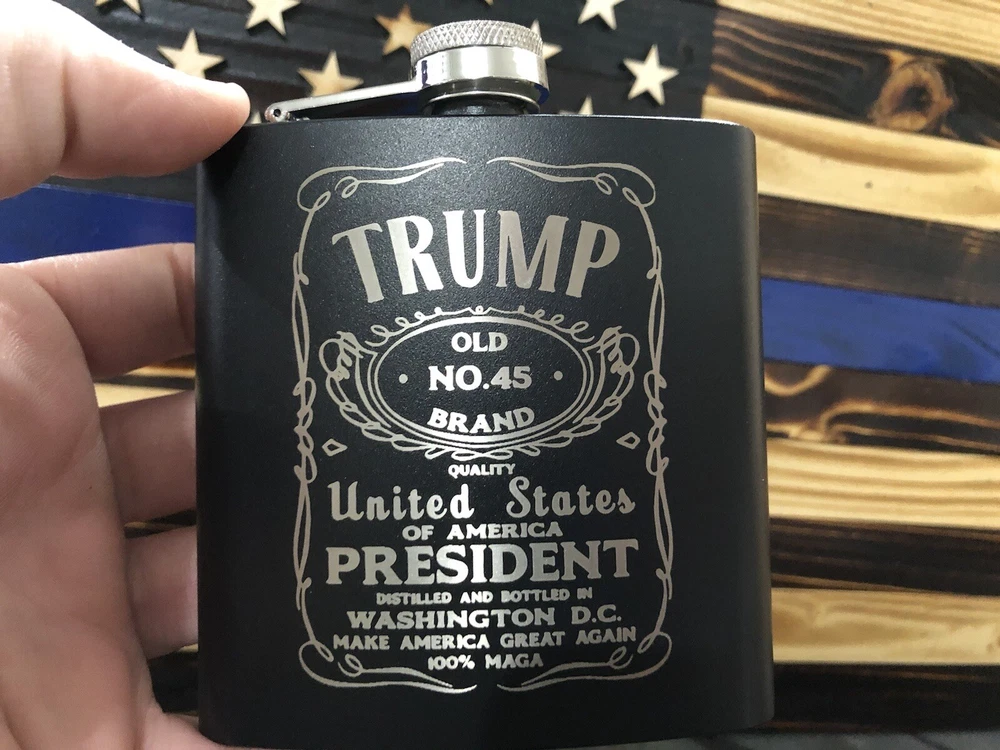 TRUMP
OLD
NO.45
BRAND
QUALITY
United States
OF AMERICA
PRESIDENT
DISTILLED AND BOTTLED IN
WASHINGTON D.C.
MAKE AMERICA GREAT AGAIN
100% MAGA